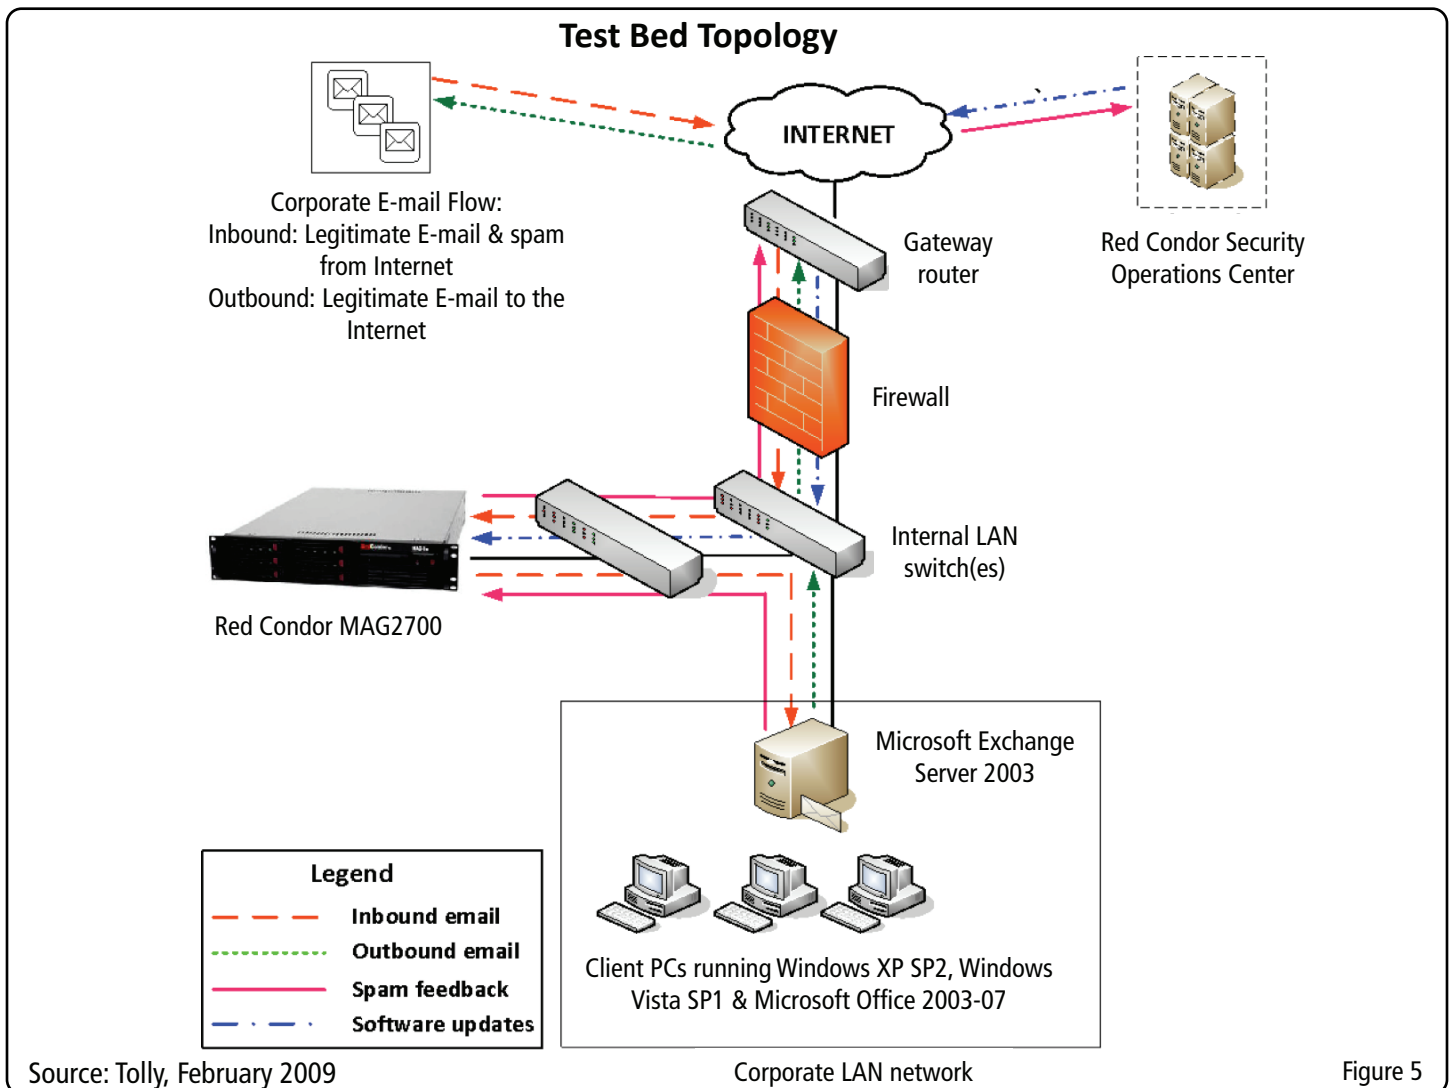 Test Bed Topology
INTERNET
Corporate E-mail Flow:
Inbound: Legitimate E-mail & spam
from Internet
Outbound: Legitimate E-mail to the
Internet
Gateway
router
Red Condor Security
Operations Center
Firewall
Internal LAN
switch(es)
Red Condor MAG2700
Microsoft Exchange
Server 2003
Legend
Inbound email
Outbound email
Spam feedback
Software updates
Client PCs running Windows XP SP2, Windows
Vista SP1 & Microsoft Office 2003-07
Source: Tolly, February 2009
Corporate LAN network
Figure 5